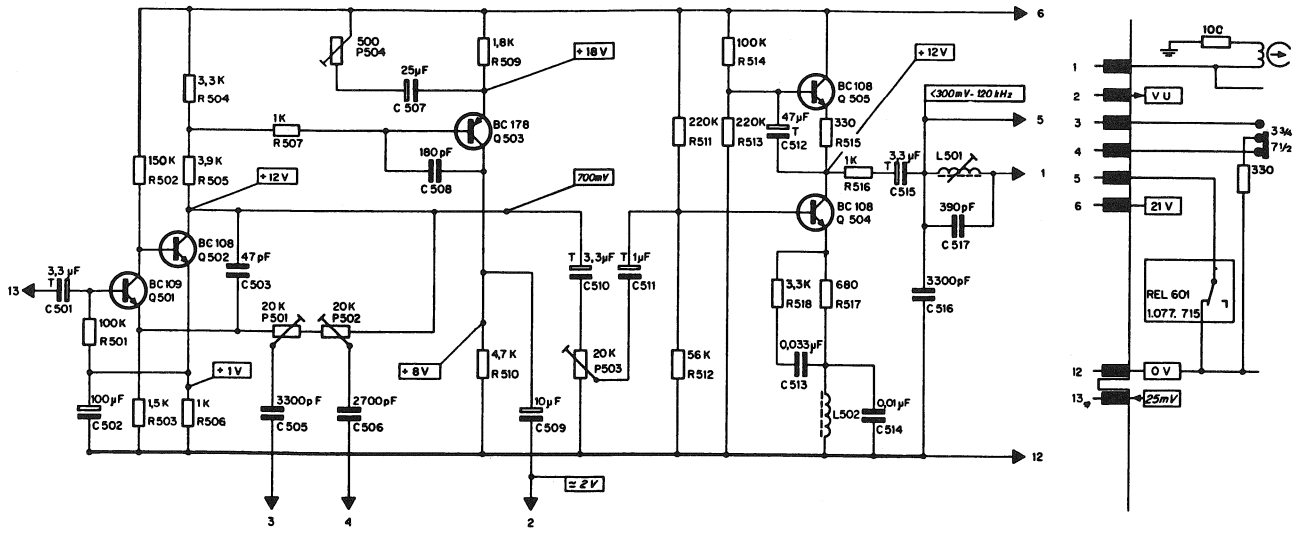 6
500
P504
1,8K
R509
+18V
25µF
C507
3,3K
R504
1K
R507
BC178
Q503
180pF
C508
150K
R502
3,9K
R505
+12V
700mV
BC108
Q502
47pF
C503
3,3µF
T
C501
13
BC109
Q501
100K
R501
20K
P501
20K
P502
+1V
100µF
C502
1,5K
R503
1K
R506
3300pF
C505
2700pF
C506
3
4
+8V
4,7K
R510
10µF
C509
≃2V
2
T 3,3µF
C510
T 1µF
C511
20K
P503
220K
R511
56K
R512
100K
R514
220K
R513
47µF
T
C512
BC108
Q505
+12V
330
R515
1K
R516
T 3,3µF
C515
<300mV-120kHz
5
L501
1
390pF
C517
BC108
Q504
3,3K
R518
680
R517
0,033µF
C513
L502
0,01µF
C514
3300pF
C516
12
100
1
2
VU
3
4
3 3/4
7 1/2
330
5
6
21V
REL 601
1.077. 715
12
0V
13
25mV